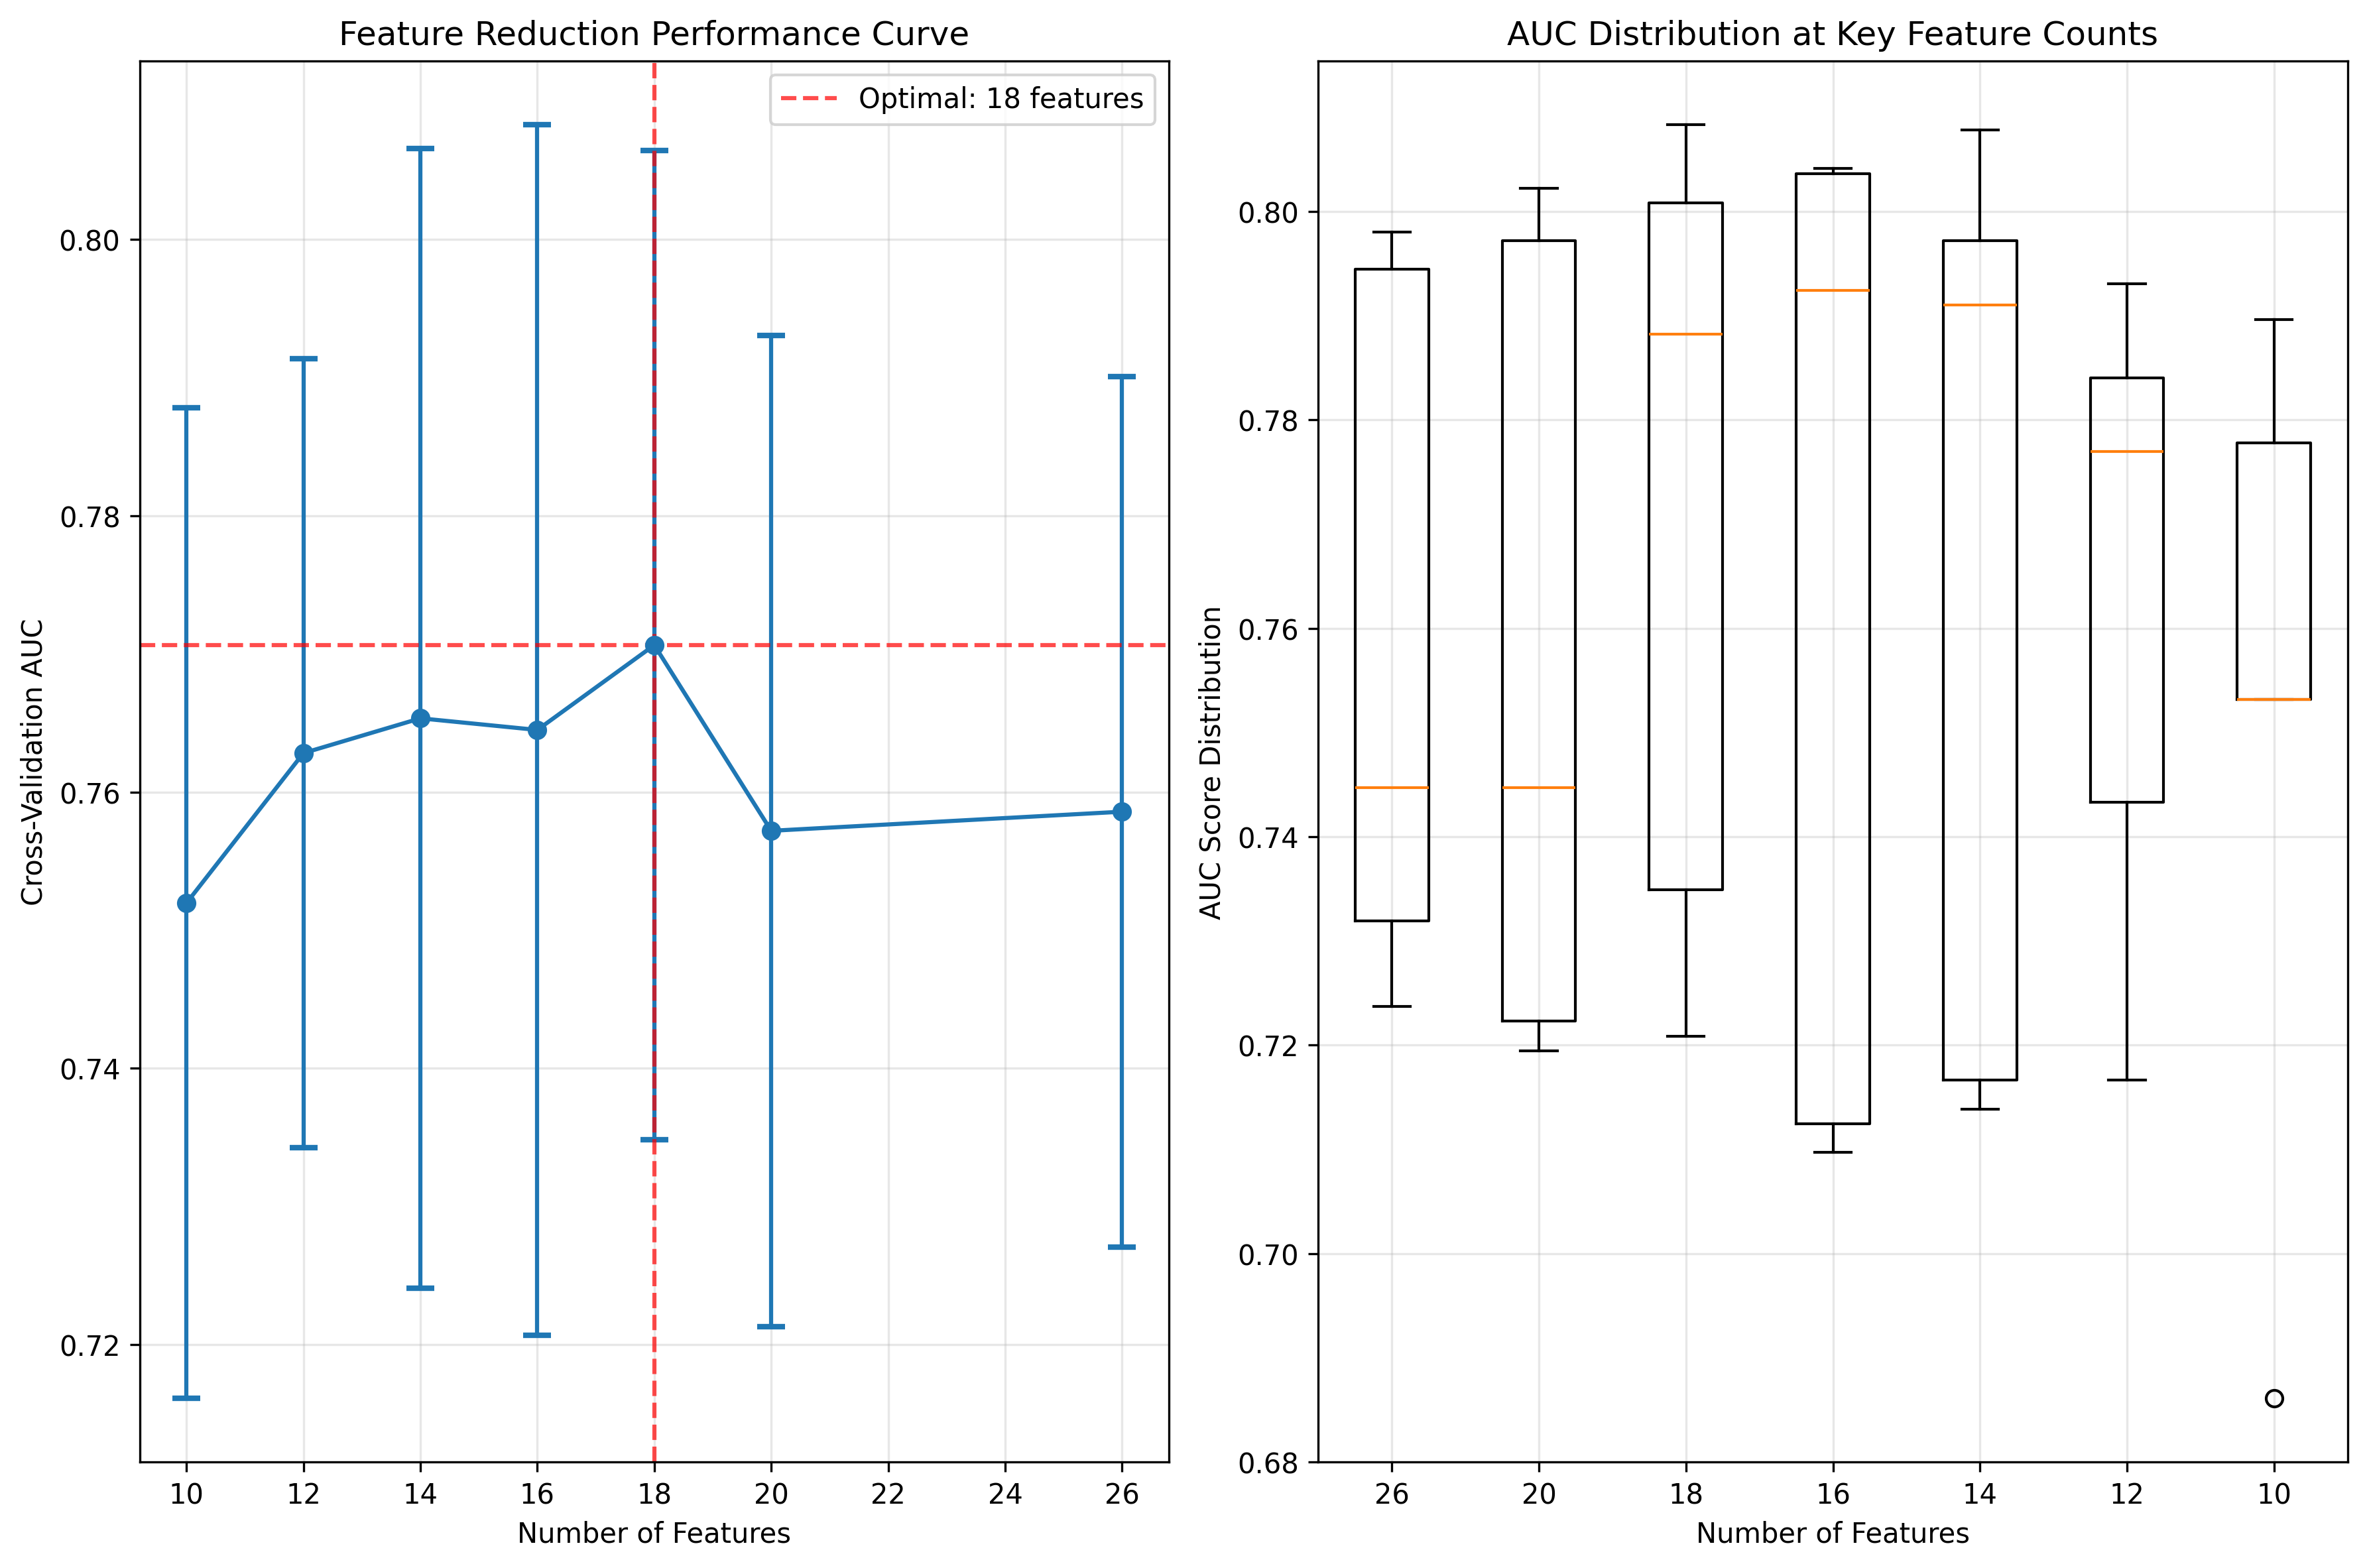 Feature Reduction Performance Curve
Optimal: 18 features
Cross-Validation AUC
0.80
0.78
0.76
0.74
0.72
10 12 14 16 18 20 22 24 26
Number of Features
AUC Distribution at Key Feature Counts
AUC Score Distribution
0.80
0.78
0.76
0.74
0.72
0.70
0.68
26 20 18 16 14 12 10
Number of Features